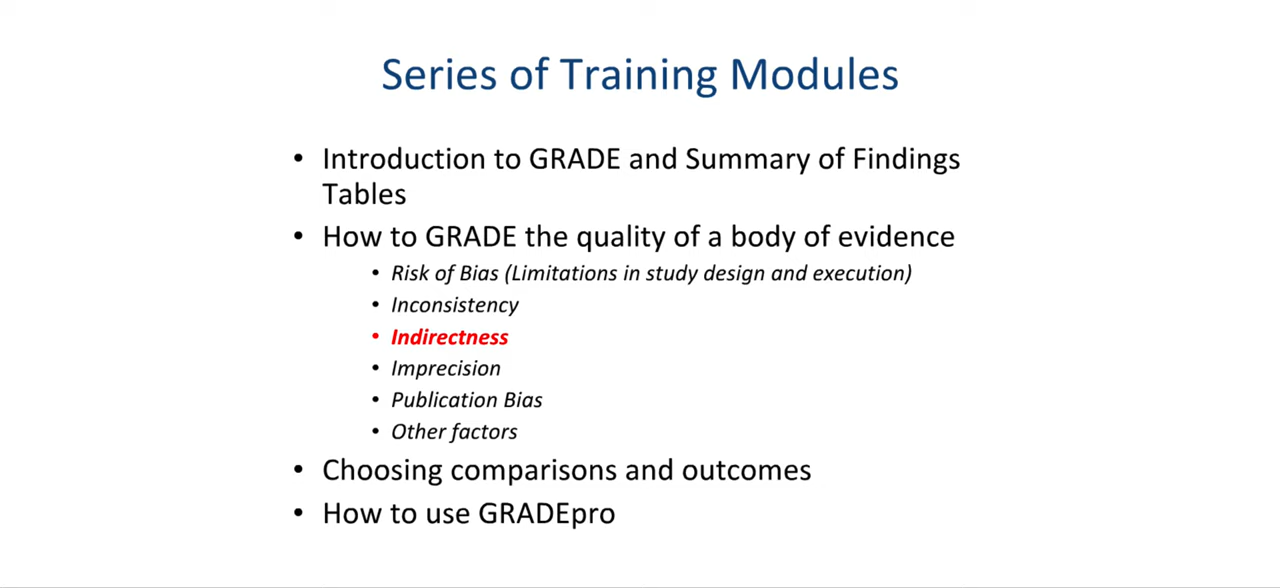 Series of Training Modules
• Introduction to GRADE and Summary of Findings
Tables
• How to GRADE the quality of a body of evidence
• Risk of Bias (Limitations in study design and execution)
• Inconsistency
• Indirectness
• Imprecision
• Publication Bias
• Other factors
• Choosing comparisons and outcomes
• How to use GRADEpro